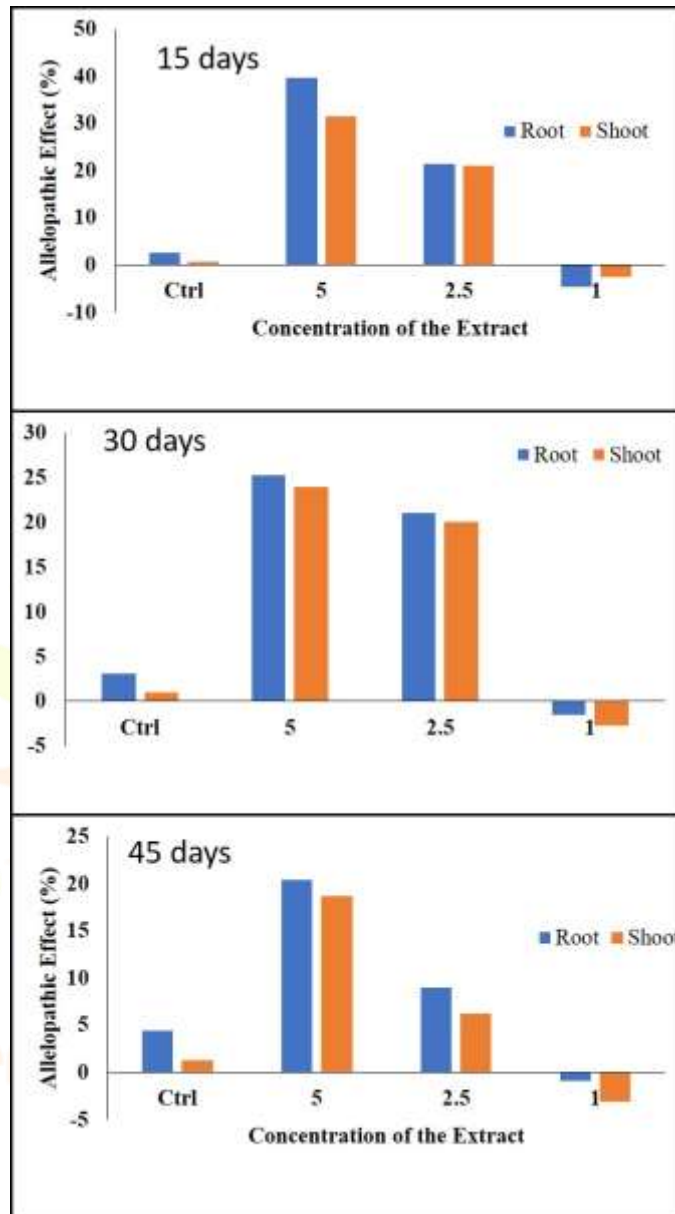 15 days
50
40
30
20
10
0
-10
Allelopathic Effect (%)
Root Shoot
Ctrl 5 2.5 1
Concentration of the Extract
30 days
30
25
20
15
10
5
0
-5
Root Shoot
Ctrl 5 2.5 1
45 days
25
20
15
10
5
0
-5
Allelopathic Effect (%)
Root Shoot
Ctrl 5 2.5 1
Concentration of the Extract